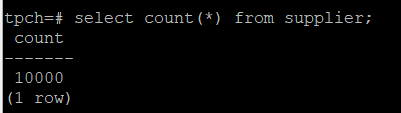 tpch=# select count(*) from supplier;
count
-------
10000
(1 row)